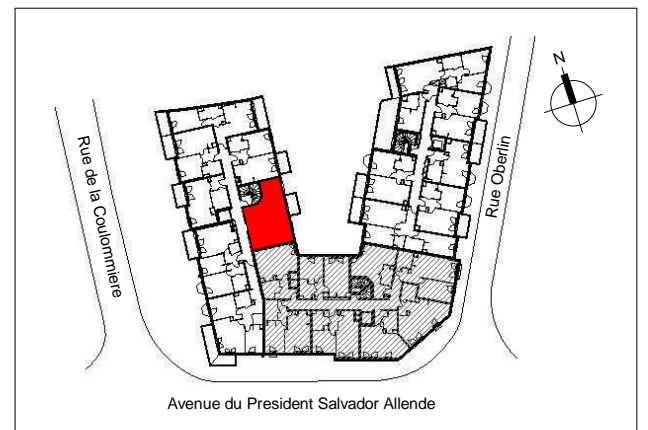 N
Rue de la Coulommiere
Rue Oberlin
Avenue du President Salvador Allende